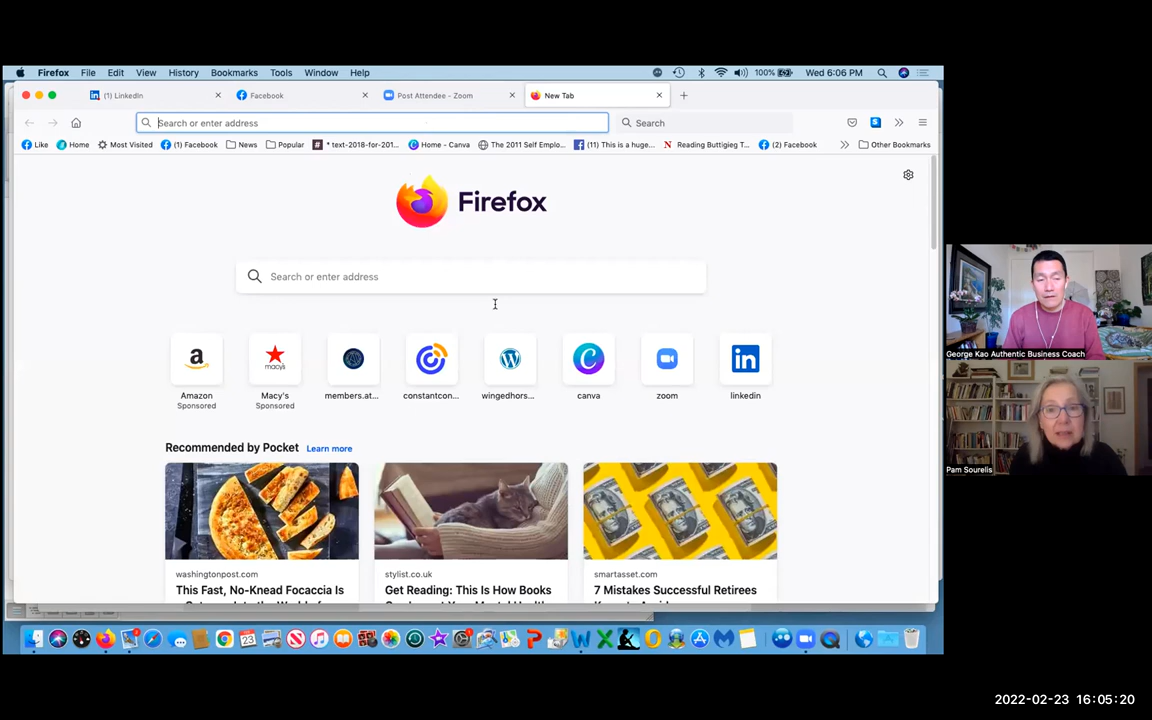 Firefox File Edit View History Bookmarks Tools Window Help 100% Wed 6:06 PM
(1) LinkedIn Facebook Post Attendee - Zoom New Tab
Search or enter address Search
Like Home Most Visited (1) Facebook News Popular * text-2018-for-201... Home - Canva The 2011 Self Emplo... (11) This is a huge... Reading Buttigieg T... (2) Facebook Other Bookmarks
Firefox
Search or enter address
Amazon Macy's members.at... constantcon... wingedhors... canva zoom linkedin
Sponsored Sponsored
George Kao Authentic Business Coach
Pam Sourelis
Recommended by Pocket Learn more
washingtonpost.com stylist.co.uk smartasset.com
This Fast, No-Knead Focaccia Is Get Reading: This Is How Books 7 Mistakes Successful Retirees
2022-02-23 16:05:20